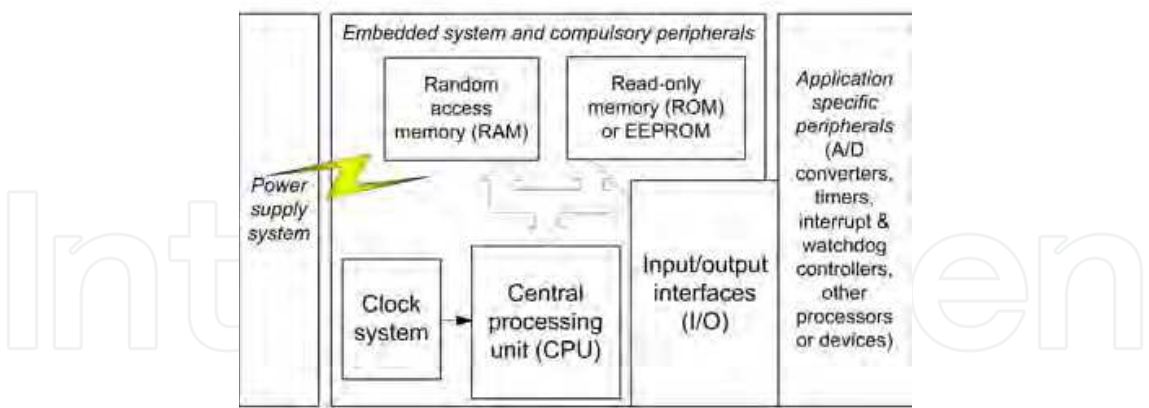 Embedded system and compulsory peripherals
Random
access
memory (RAM)
Read-only
memory (ROM)
or EEPROM
Power
supply
system
Clock
system
Central
processing
unit (CPU)
Input/output
interfaces
(I/O)
Application
specific
peripherals
(A/D
converters,
timers,
interrupt &
watchdog
controllers,
other
processors
or devices)